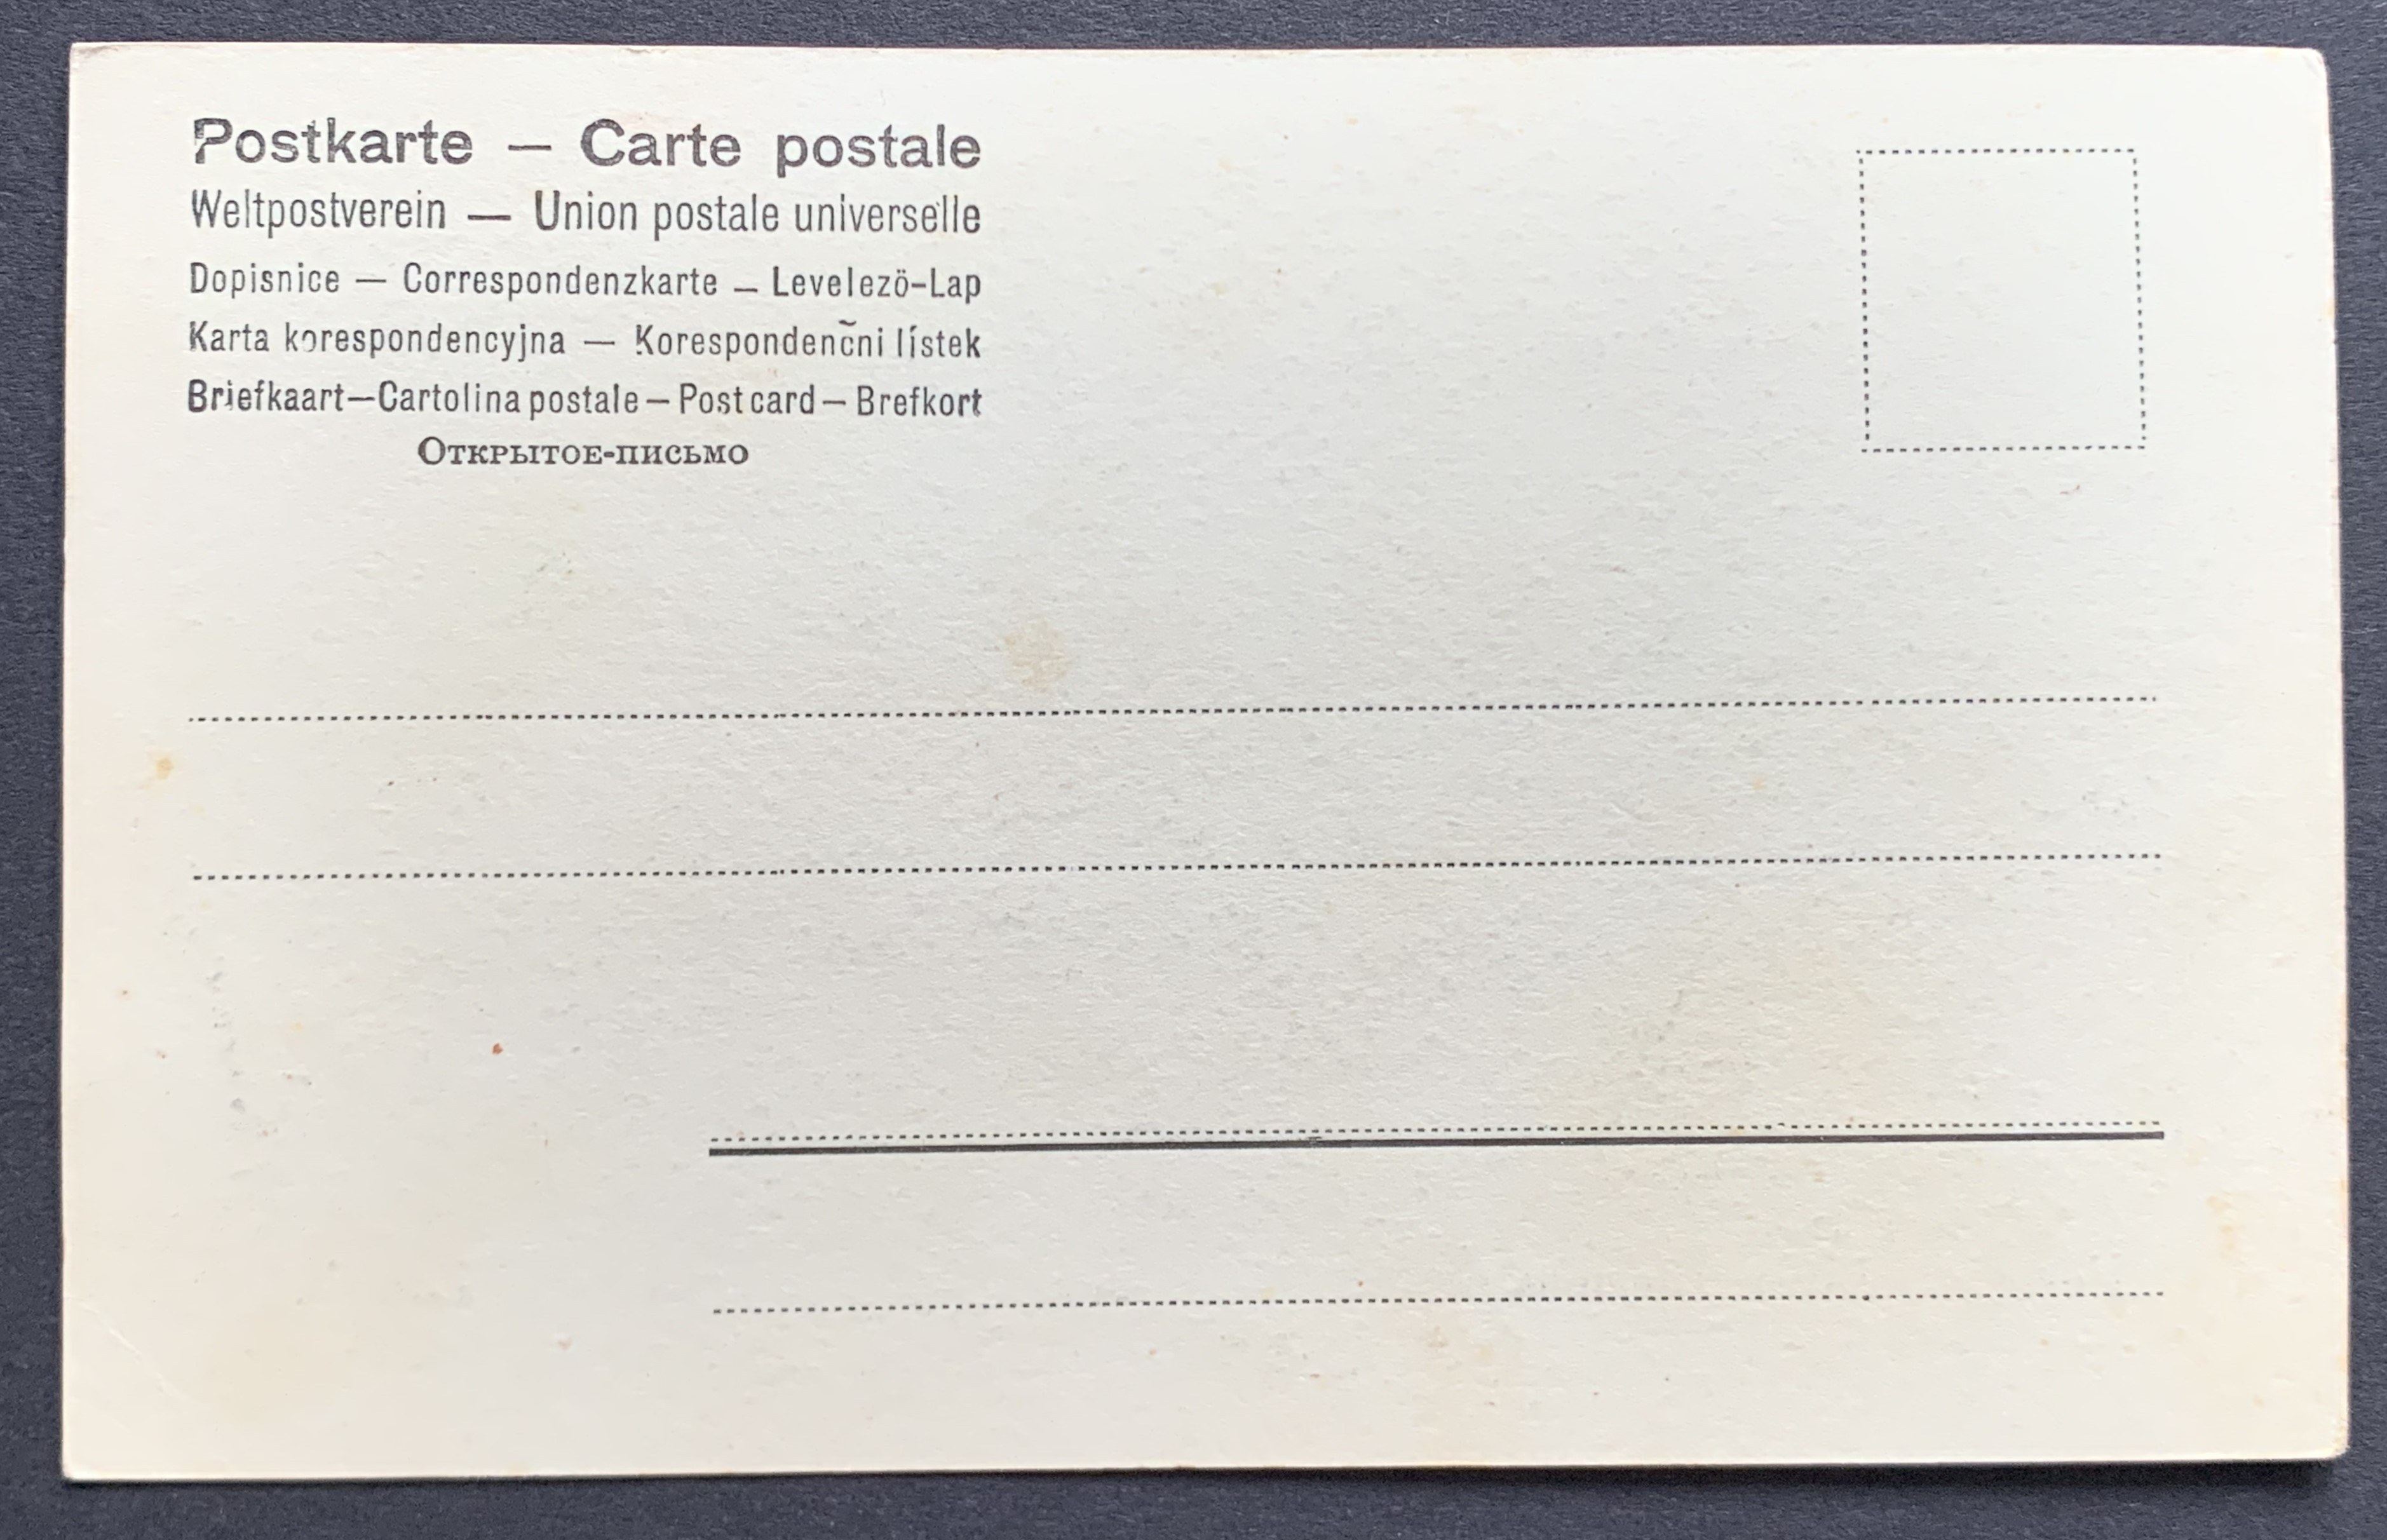 Postkarte — Carte postale
Weltpostverein — Union postale universelle
Dopisnice — Correspondenzkarte — Levelező-Lap
Karta korespondencyjna — Korespondenčni lístek
Briefkaart—Cartolina postale — Post card — Brefkort
Открытое-письмо